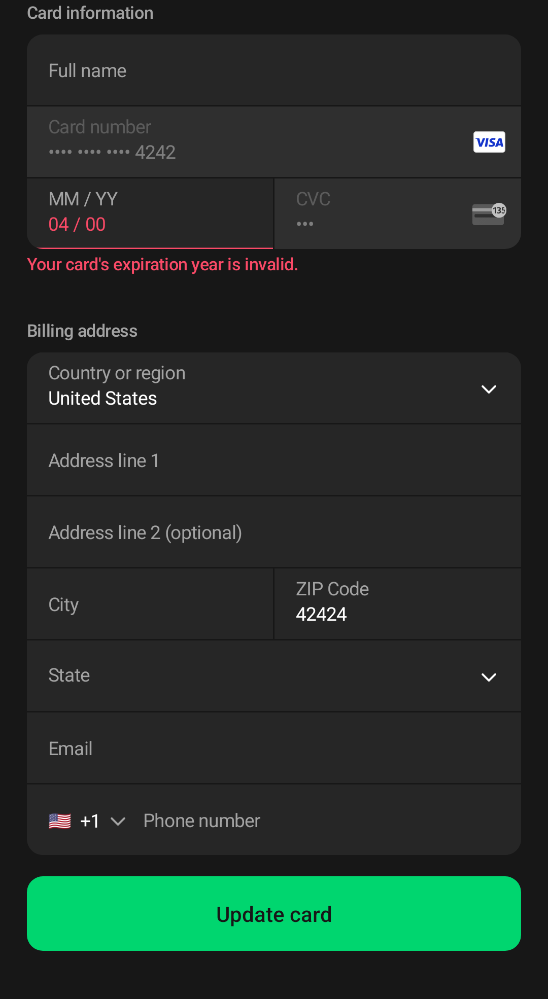 Card information
Full name
Card number
•••• •••• •••• 4242
VISA
MM / YY
04 / 00
CVC
•••
135
Your card's expiration year is invalid.
Billing address
Country or region
United States
Address line 1
Address line 2 (optional)
City
ZIP Code
42424
State
Email
+1 Phone number
Update card